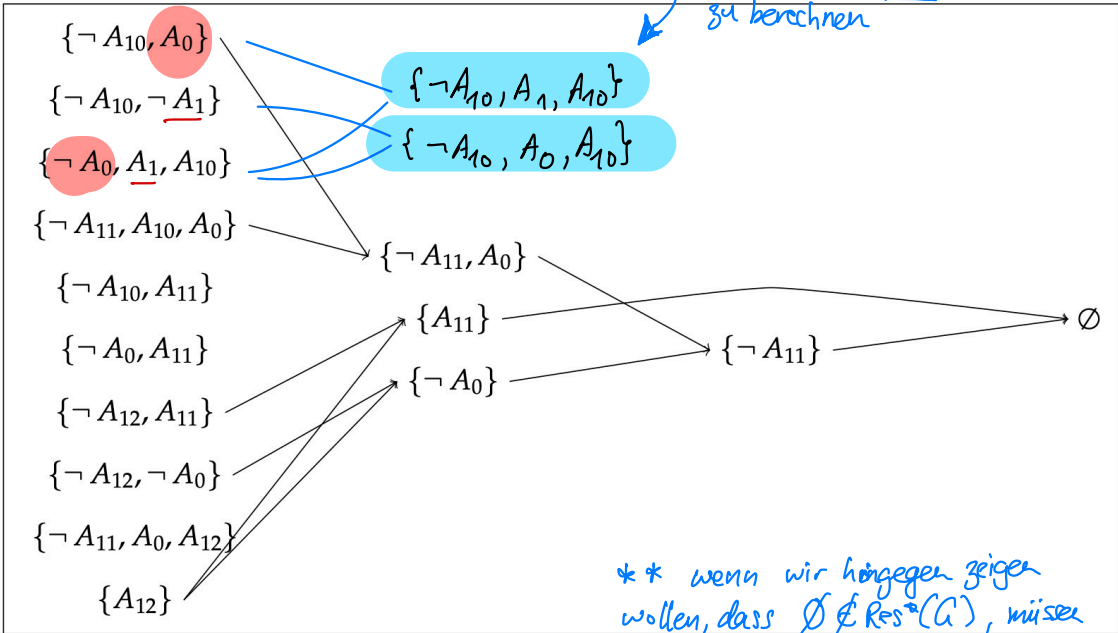 zu berechnen
{¬ A₁₀, A₀}
{¬ A₁₀, ¬ A₁}
{¬ A₀, A₁, A₁₀}
{¬ A₁₁, A₁₀, A₀}
{¬ A₁₀, A₁₁}
{¬ A₀, A₁₁}
{¬ A₁₂, A₁₁}
{¬ A₁₂, ¬ A₀}
{¬ A₁₁, A₀, A₁₂}
{A₁₂}
{¬A₁₀, A₁, A₁₀}
{¬A₁₀, A₀, A₁₀}
{¬ A₁₁, A₀}
{A₁₁}
{¬ A₀}
{¬ A₁₁}
∅
** wenn wir hingegen zeigen
wollen, dass ∅ ∉ Res*(G), müssen